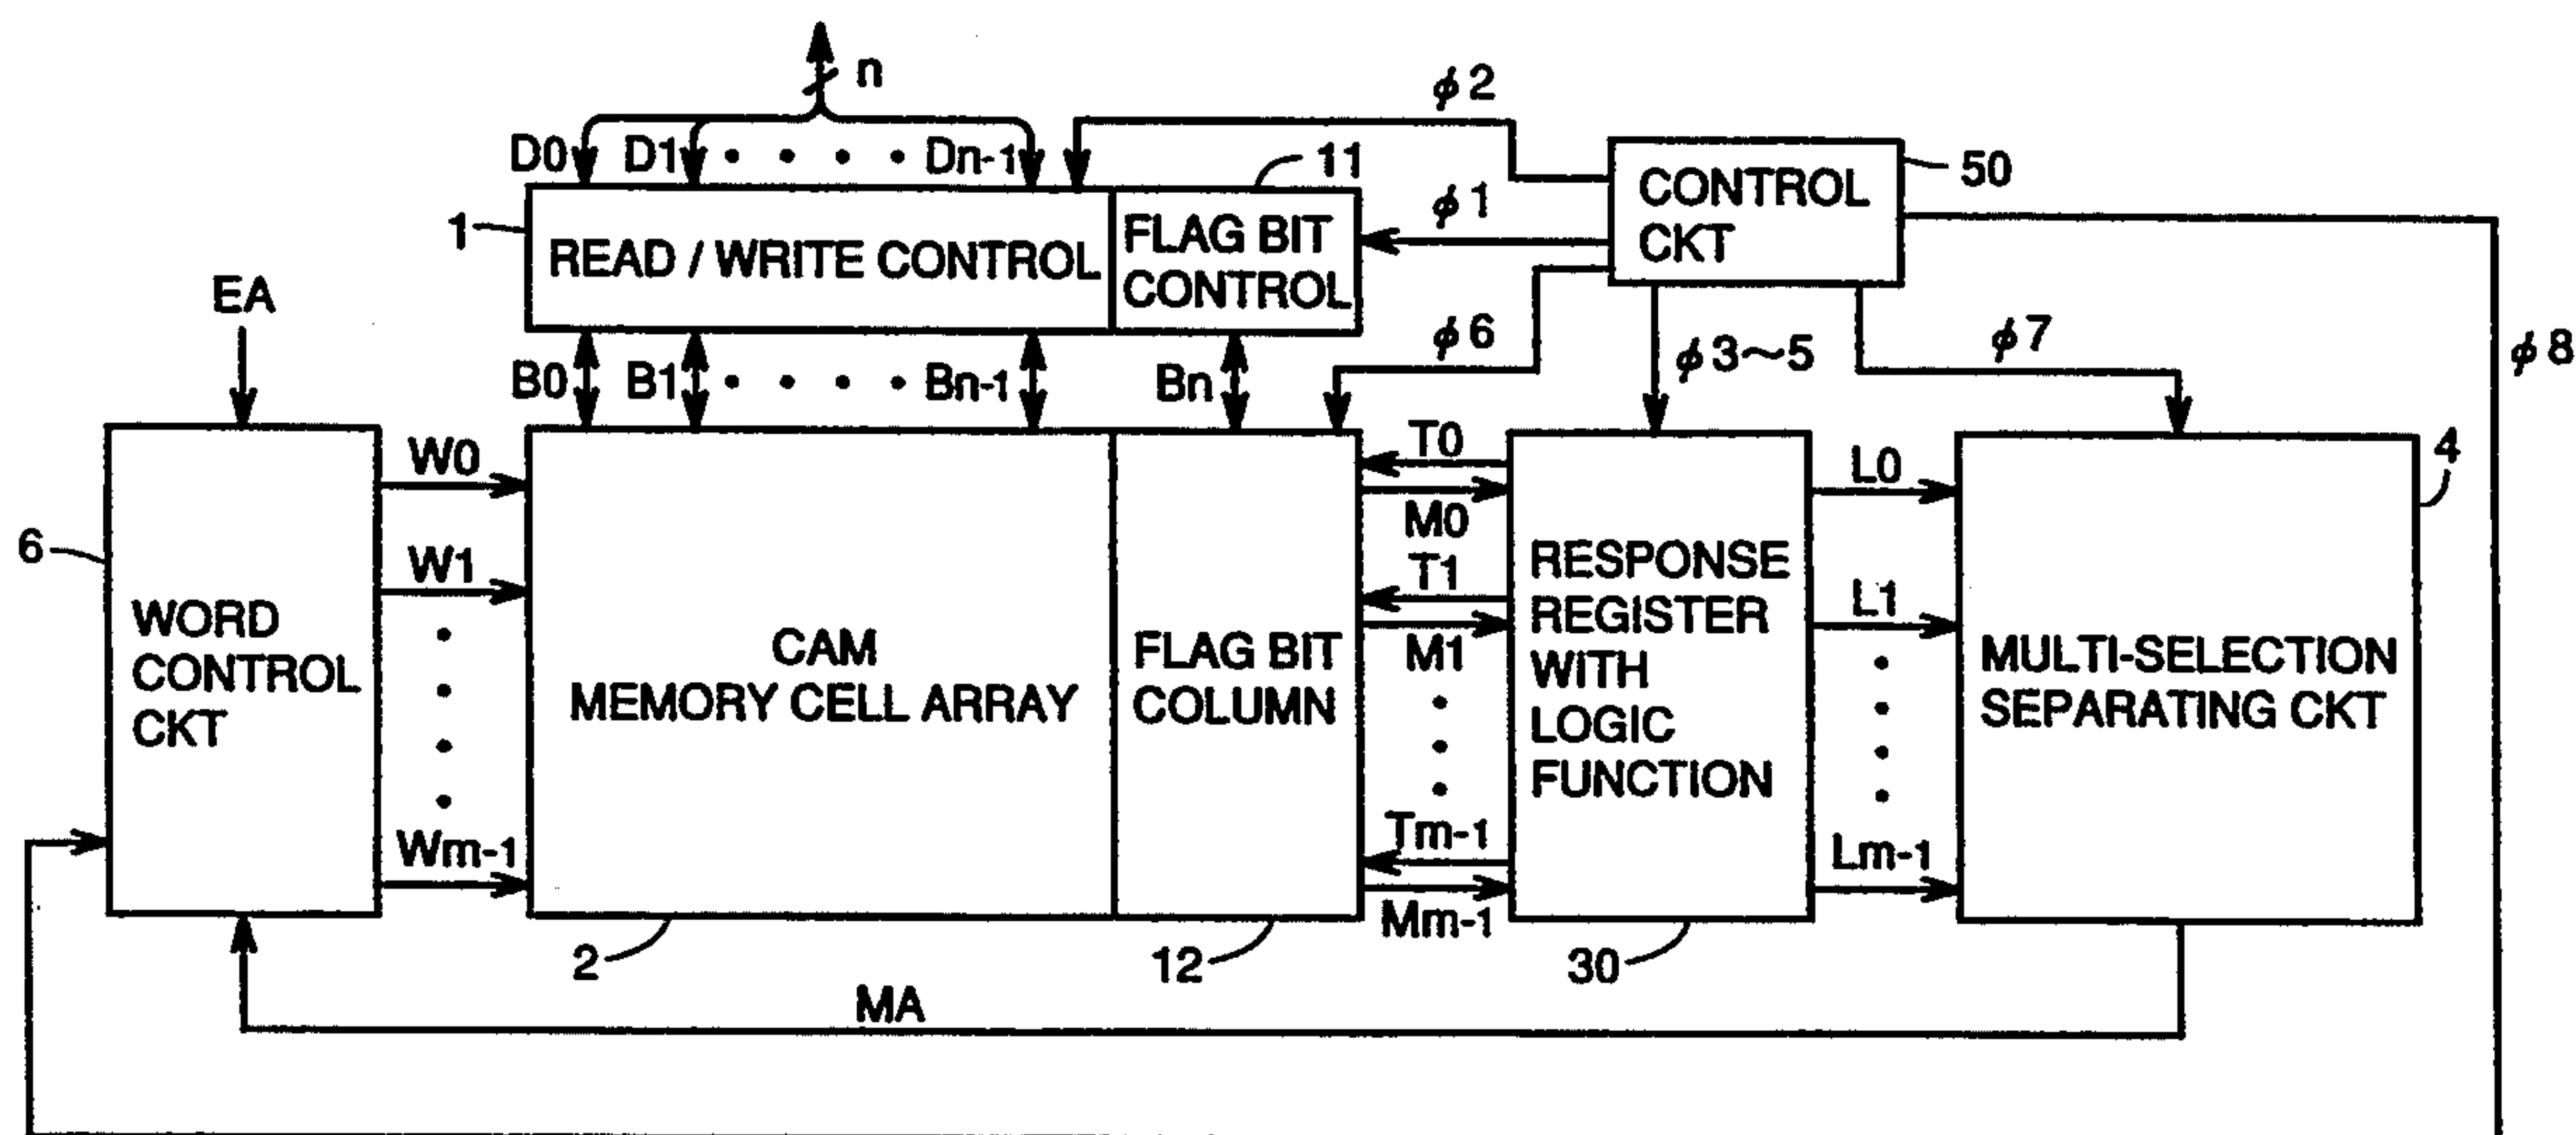 n
φ2
D0 D1 Dn-1
11
CONTROL
CKT
50
φ1
1
READ / WRITE CONTROL
FLAG BIT
CONTROL
EA
φ6
φ3~5
φ7
φ8
B0 B1 Bn-1 Bn
6
WORD
CONTROL
CKT
W0
W1
Wm-1
CAM
MEMORY CELL ARRAY
FLAG BIT
COLUMN
T0
M0
T1
M1
Tm-1
Mm-1
RESPONSE
REGISTER
WITH
LOGIC
FUNCTION
L0
L1
Lm-1
MULTI-SELECTION
SEPARATING CKT
4
2
12
30
MA